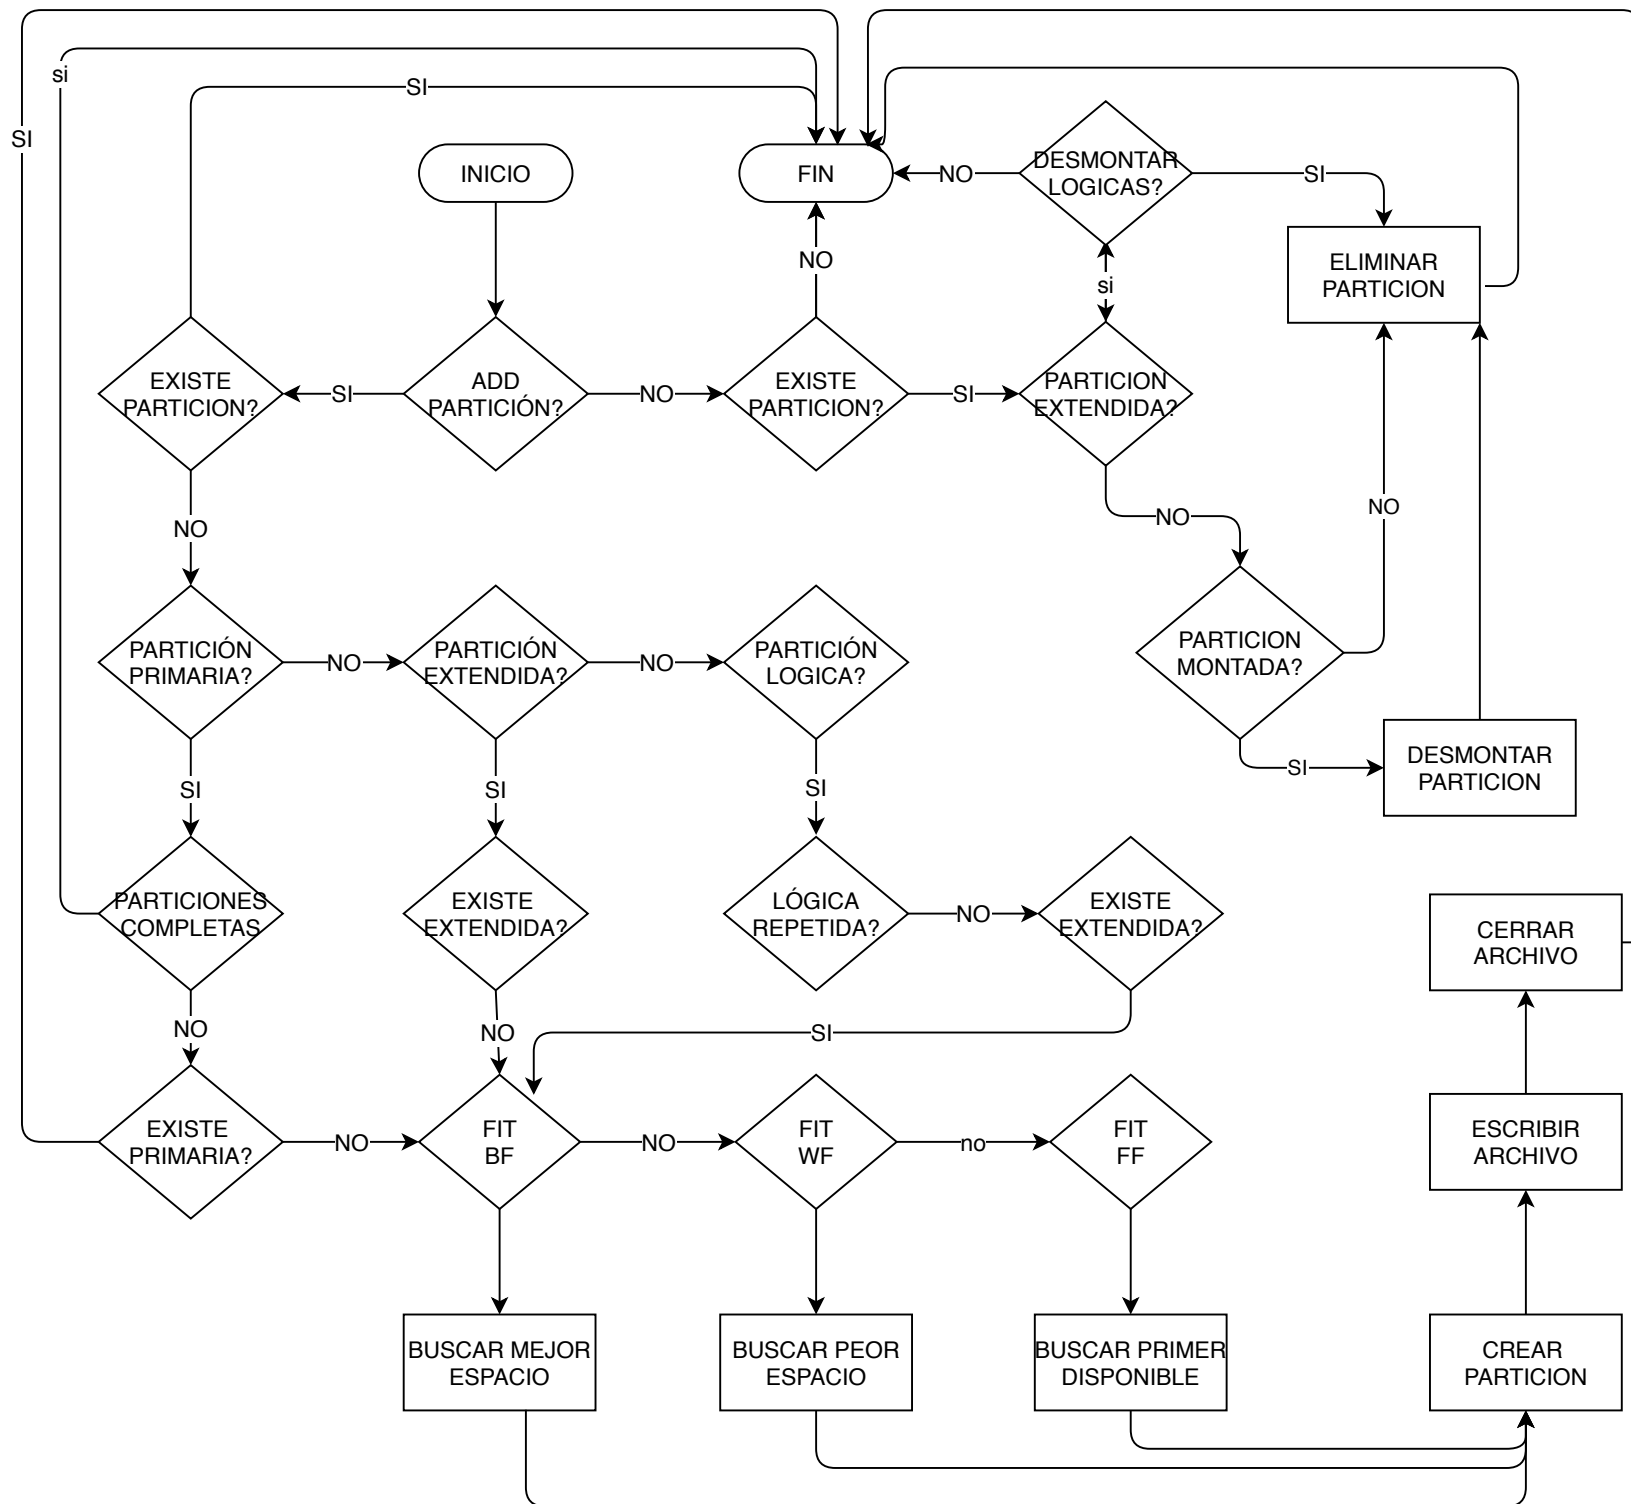 si
SI
SI
INICIO
FIN
NO
DESMONTAR
LOGICAS?
SI
NO
si
ELIMINAR
PARTICION
EXISTE
PARTICION?
SI
ADD
PARTICIÓN?
NO
EXISTE
PARTICION?
SI
PARTICION
EXTENDIDA?
NO
NO
NO
PARTICIÓN
PRIMARIA?
NO
PARTICIÓN
EXTENDIDA?
NO
PARTICIÓN
LOGICA?
PARTICION
MONTADA?
SI
SI
SI
SI
DESMONTAR
PARTICION
PARTICIONES
COMPLETAS
EXISTE
EXTENDIDA?
LÓGICA
REPETIDA?
NO
EXISTE
EXTENDIDA?
CERRAR
ARCHIVO
NO
NO
SI
EXISTE
PRIMARIA?
NO
FIT
BF
NO
FIT
WF
no
FIT
FF
ESCRIBIR
ARCHIVO
BUSCAR MEJOR
ESPACIO
BUSCAR PEOR
ESPACIO
BUSCAR PRIMER
DISPONIBLE
CREAR
PARTICION